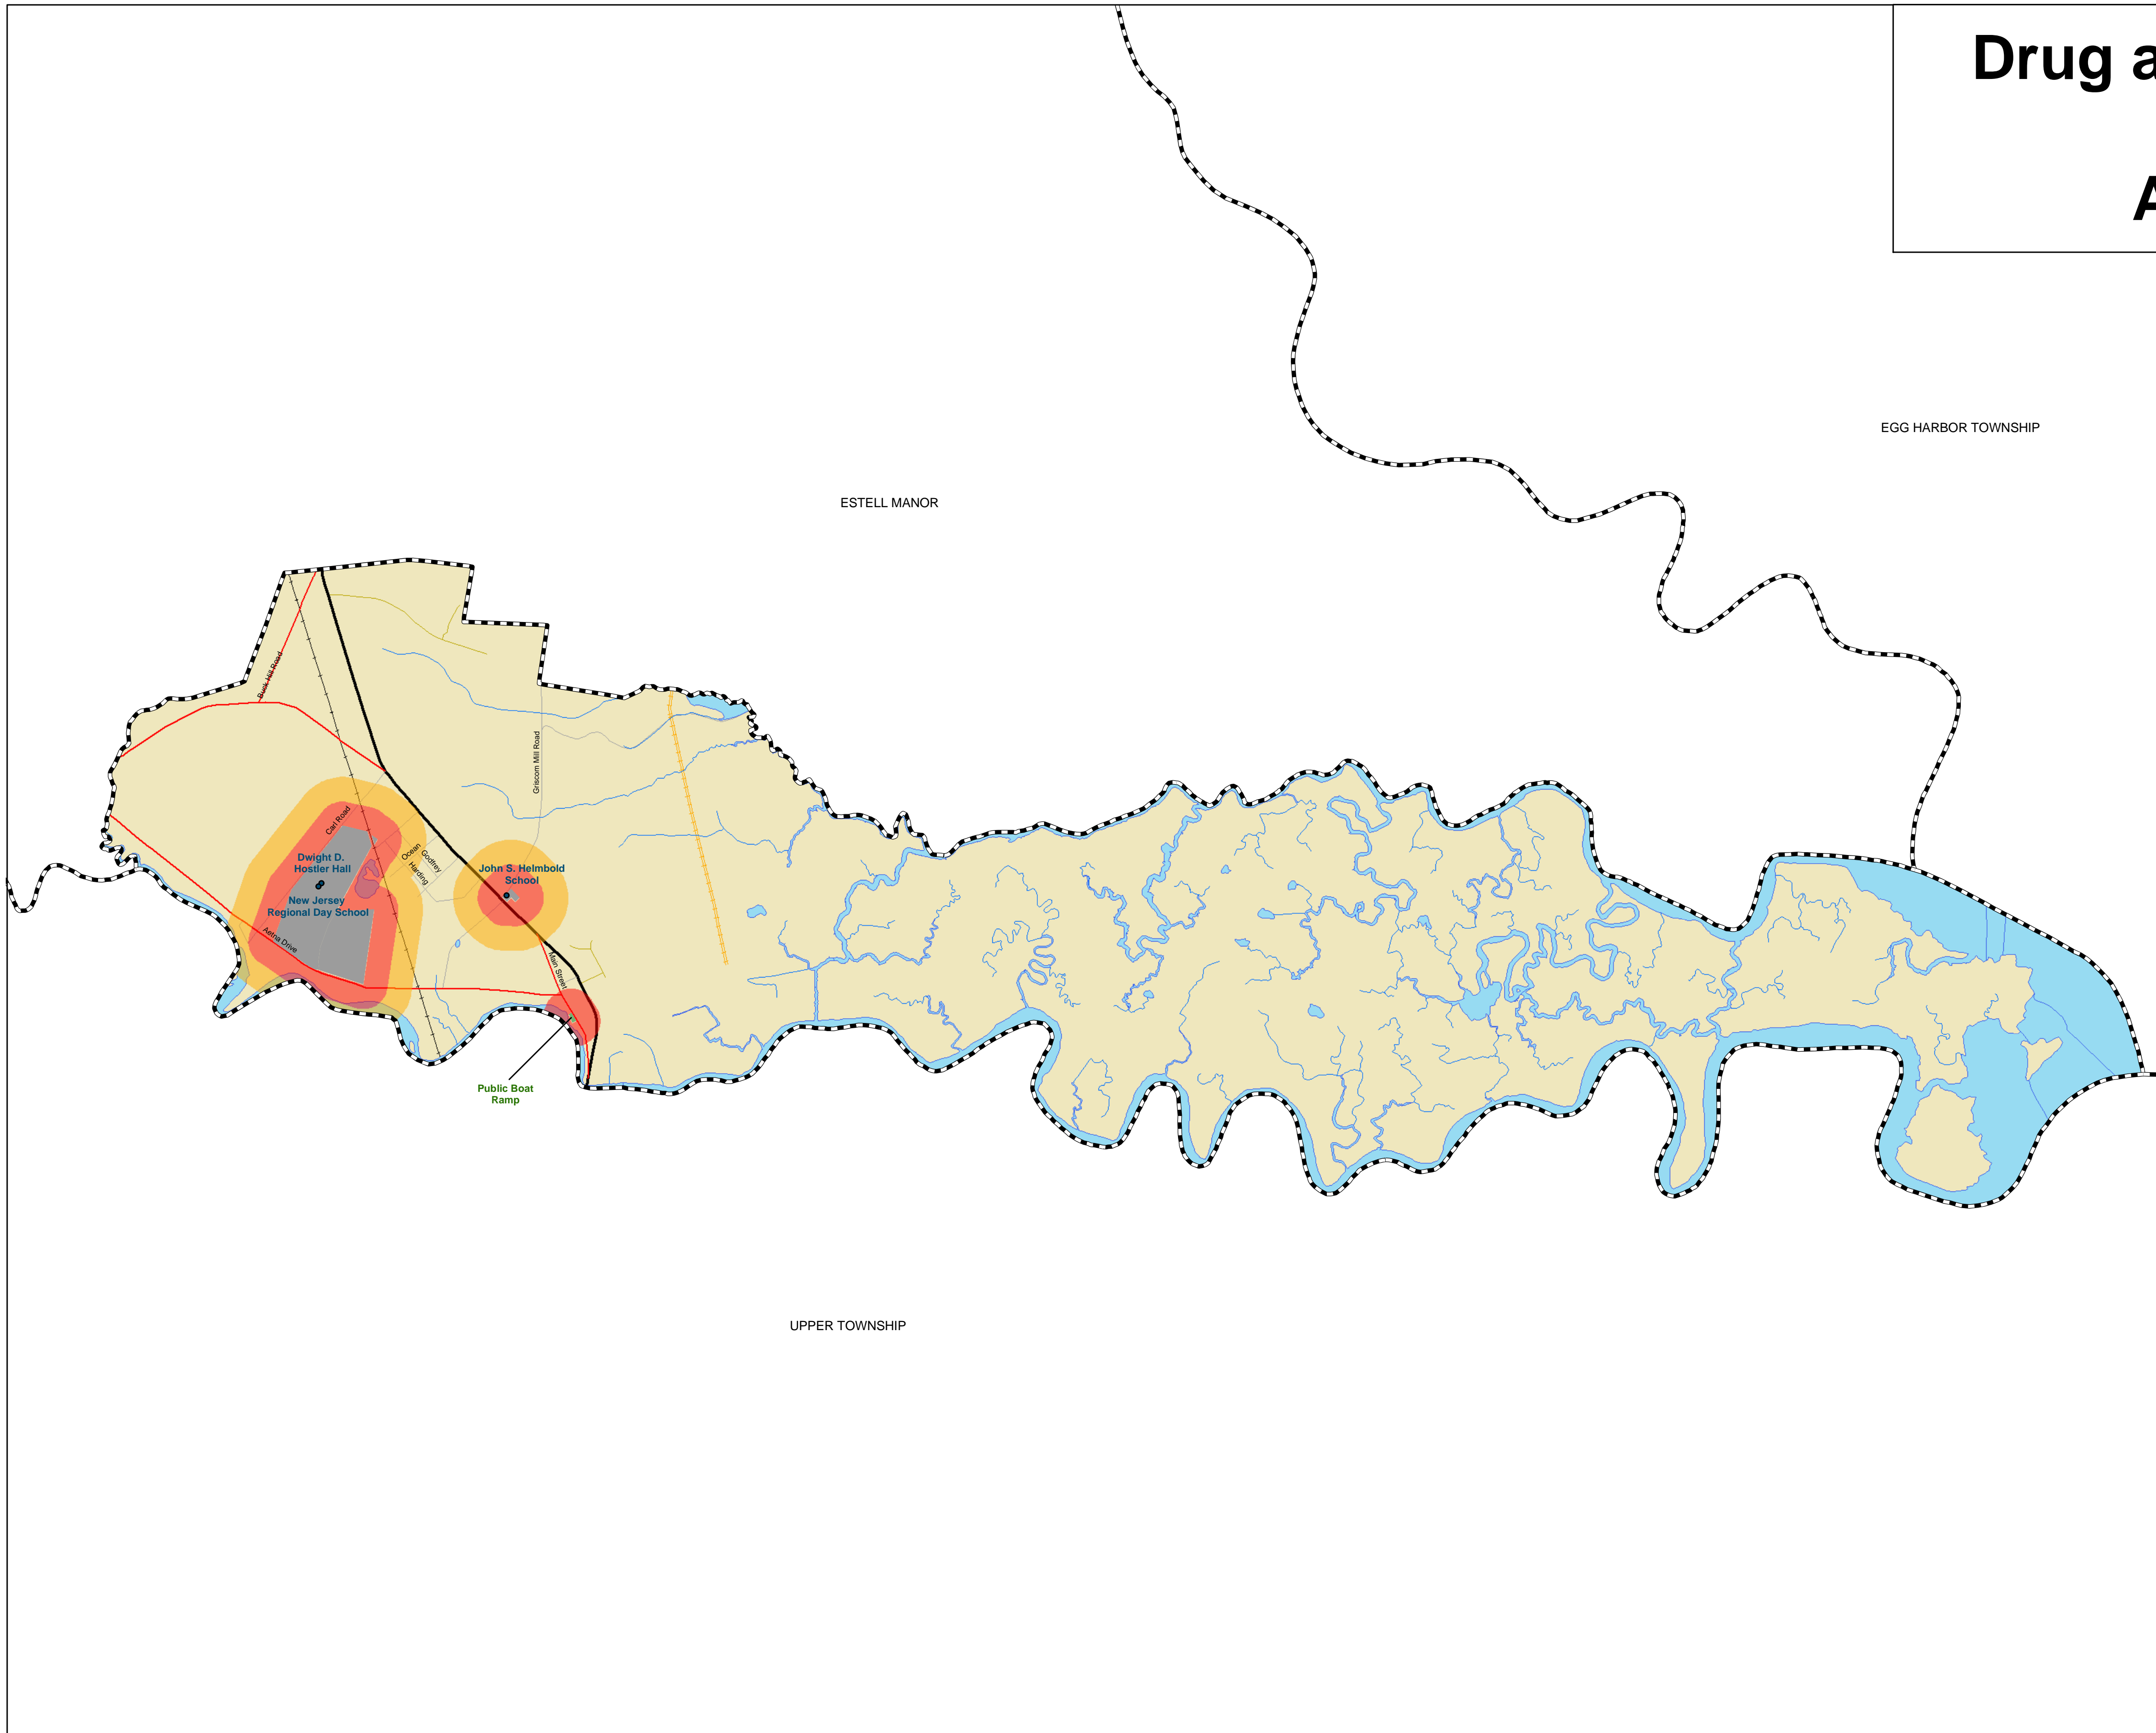 Drug a
A
EGG HARBOR TOWNSHIP
ESTELL MANOR
Buck Hill Road
Griscom Mill Road
Carl Road
Ocean
Godfrey
Harding
Dwight D.
Hostler Hall
John S. Helmbold
School
New Jersey
Regional Day School
Aetna Drive
Main Street
Public Boat
Ramp
UPPER TOWNSHIP